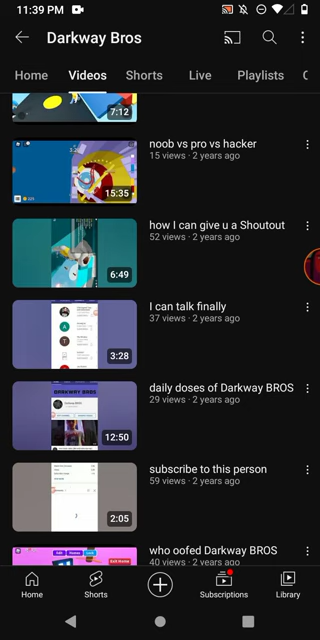 11:39 PM
Darkway Bros
Home Videos Shorts Live Playlists
7:12
noob vs pro vs hacker
15 views · 2 years ago
15:35
how I can give u a Shoutout
52 views · 2 years ago
6:49
I can talk finally
37 views · 2 years ago
3:28
daily doses of Darkway BROS
29 views · 2 years ago
DARKWAY BROS
12:50
subscribe to this person
59 views · 2 years ago
2:05
who oofed Darkway BROS
40 views · 2 years ago
Home Shorts Subscriptions Library